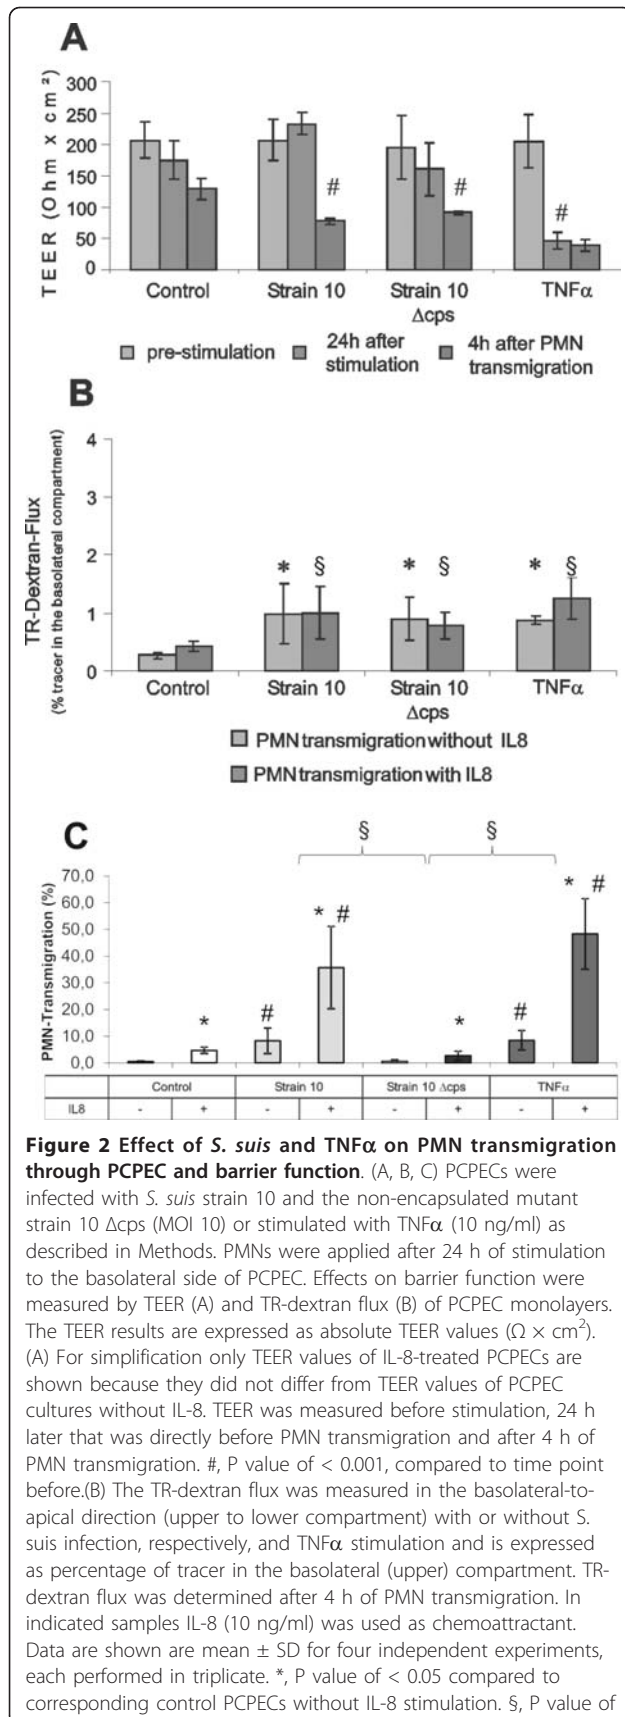 A
TEER (Ohm x cm²)
300
250
200
150
100
50
0
#
#
#
Control
Strain 10
Strain 10
Δcps
TNFα
pre-stimulation
24h after
stimulation
4h after PMN
transmigration
B
TR-Dextran-Flux
(% tracer in the basolateral compartment)
4
3
2
1
0
* § * § * §
Control
Strain 10
Strain 10
Δcps
TNFα
PMN transmigration without IL8
PMN transmigration with IL8
C
§ §
PMN-Transmigration (%)
70,0
60,0
50,0
40,0
30,0
20,0
10,0
0,0
* # * # * # * #
Control Strain 10 Strain 10 Δcps TNFα
IL8 - + - + - + - +
Figure 2 Effect of S. suis and TNFα on PMN transmigration
through PCPEC and barrier function. (A, B, C) PCPECs were
infected with S. suis strain 10 and the non-encapsulated mutant
strain 10 Δcps (MOI 10) or stimulated with TNFα (10 ng/ml) as
described in Methods. PMNs were applied after 24 h of stimulation
to the basolateral side of PCPEC. Effects on barrier function were
measured by TEER (A) and TR-dextran flux (B) of PCPEC monolayers.
The TEER results are expressed as absolute TEER values (Ω × cm²).
(A) For simplification only TEER values of IL-8-treated PCPECs are
shown because they did not differ from TEER values of PCPEC
cultures without IL-8. TEER was measured before stimulation, 24 h
later that was directly before PMN transmigration and after 4 h of
PMN transmigration. #, P value of < 0.001, compared to time point
before.(B) The TR-dextran flux was measured in the basolateral-to-
apical direction (upper to lower compartment) with or without S.
suis infection, respectively, and TNFα stimulation and is expressed
as percentage of tracer in the basolateral (upper) compartment. TR-
dextran flux was determined after 4 h of PMN transmigration. In
indicated samples IL-8 (10 ng/ml) was used as chemoattractant.
Data are shown are mean ± SD for four independent experiments,
each performed in triplicate. *, P value of < 0.05 compared to
corresponding control PCPECs without IL-8 stimulation. §, P value of